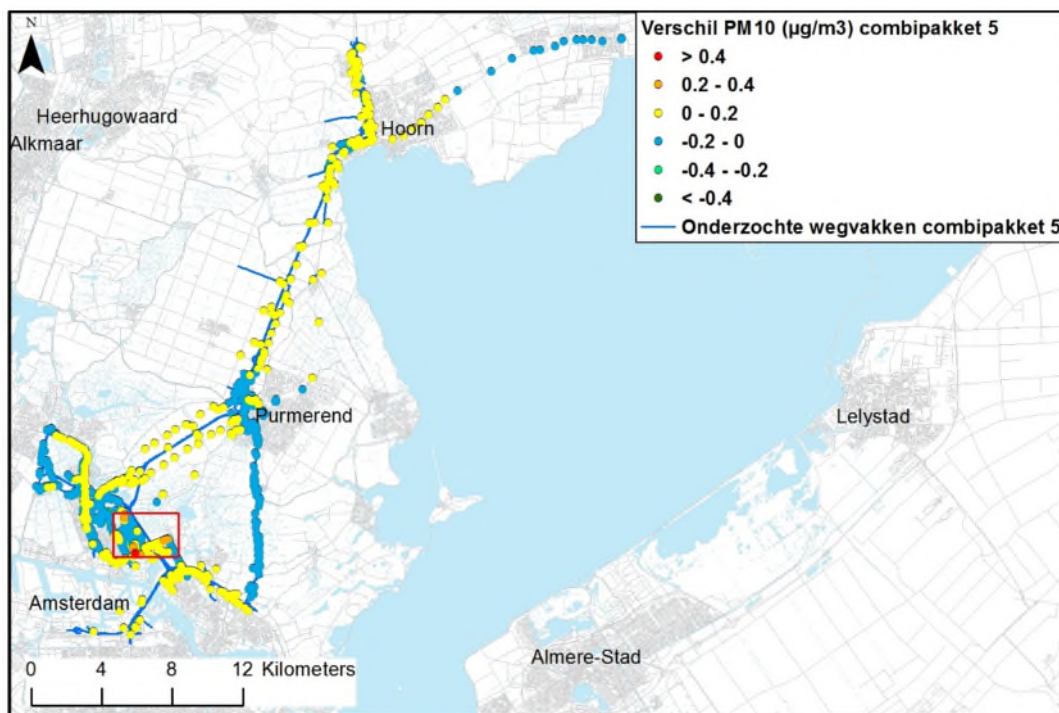 N
Verschil PM10 (µg/m3) combipakket 5
> 0.4
0.2 - 0.4
0 - 0.2
-0.2 - 0
-0.4 - -0.2
< -0.4
Onderzochte wegvakken combipakket 5
Heerhugowaard
Alkmaar
Hoorn
Purmerend
Lelystad
Amsterdam
Almere-Stad
0 4 8 12 Kilometers